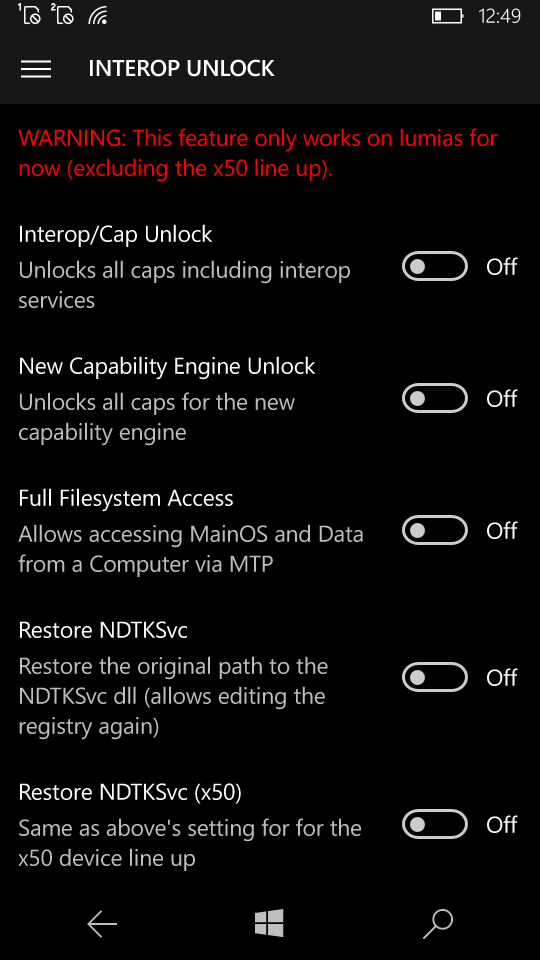 1 2 12:49
INTEROP UNLOCK
WARNING: This feature only works on lumias for
now (excluding the x50 line up).
Interop/Cap Unlock
Unlocks all caps including interop
services
Off
New Capability Engine Unlock
Unlocks all caps for the new
capability engine
Off
Full Filesystem Access
Allows accessing MainOS and Data
from a Computer via MTP
Off
Restore NDTKSvc
Restore the original path to the
NDTKSvc dll (allows editing the
registry again)
Off
Restore NDTKSvc (x50)
Same as above's setting for for the
x50 device line up
Off